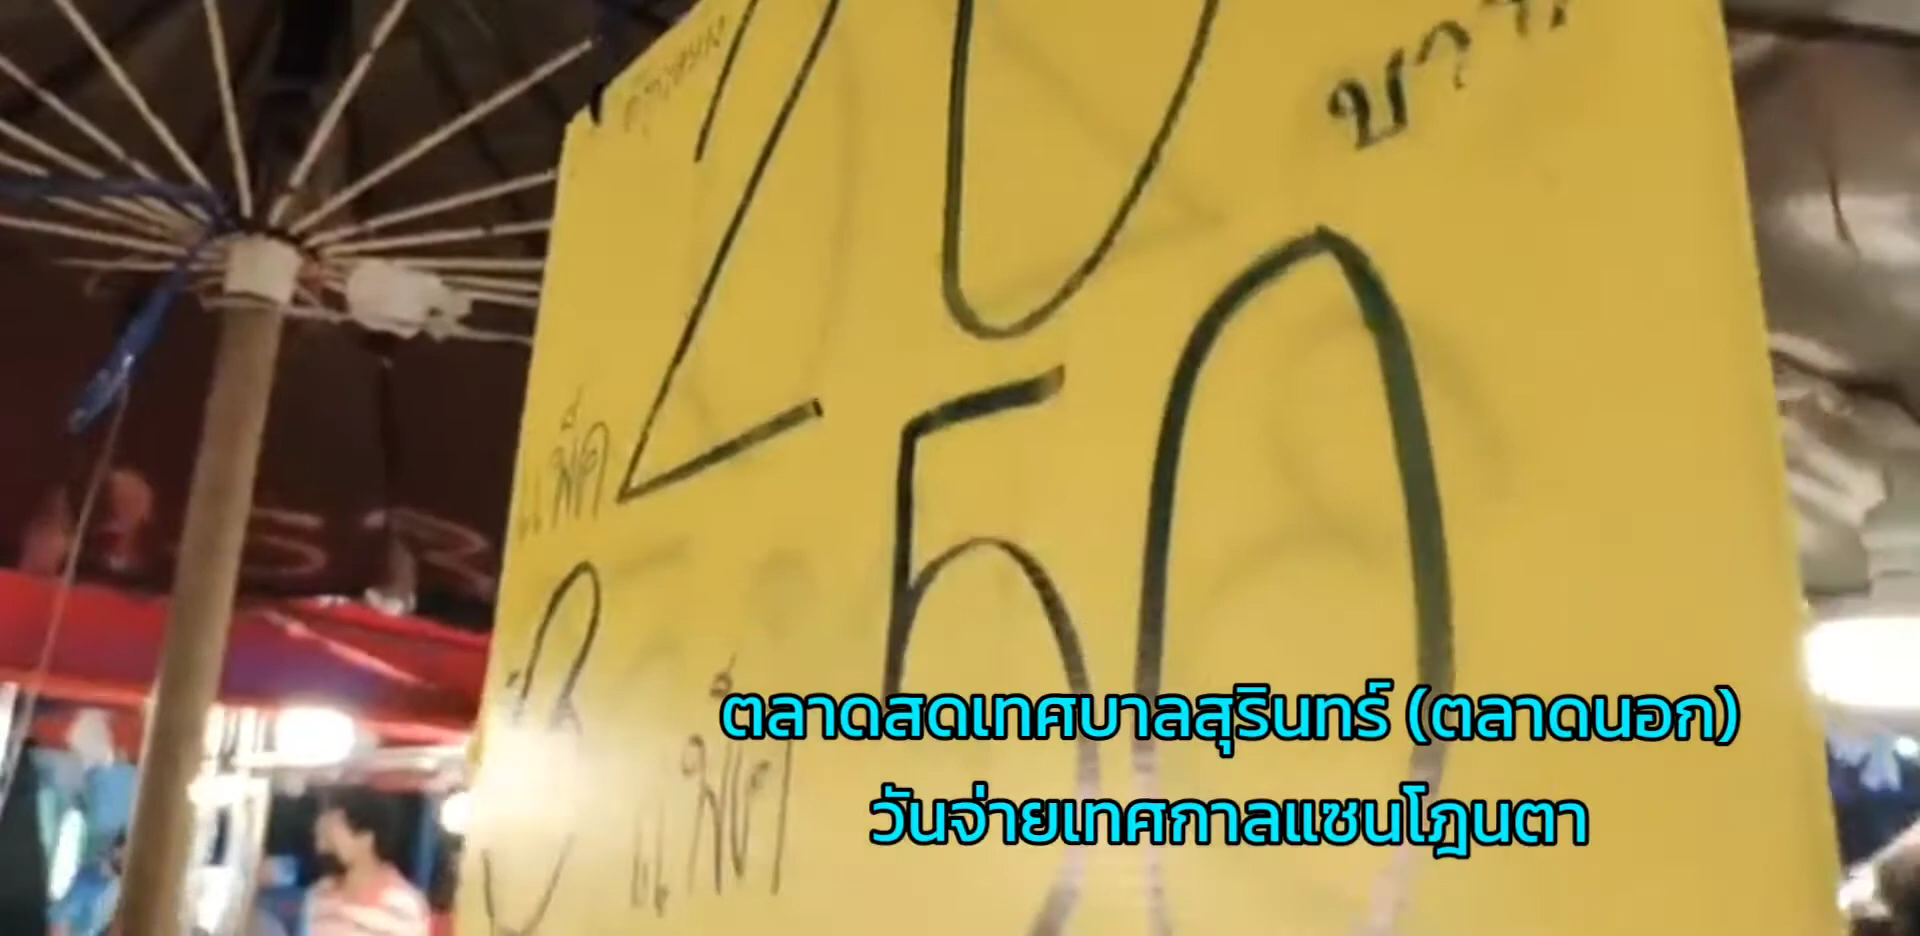 20 บาท
แพ็ค
50
3 แพ็ค
ตลาดสดเทศบาลสุรินทร์ (ตลาดนอก)
วันจ่ายเทศกาลแซนโฎนตา